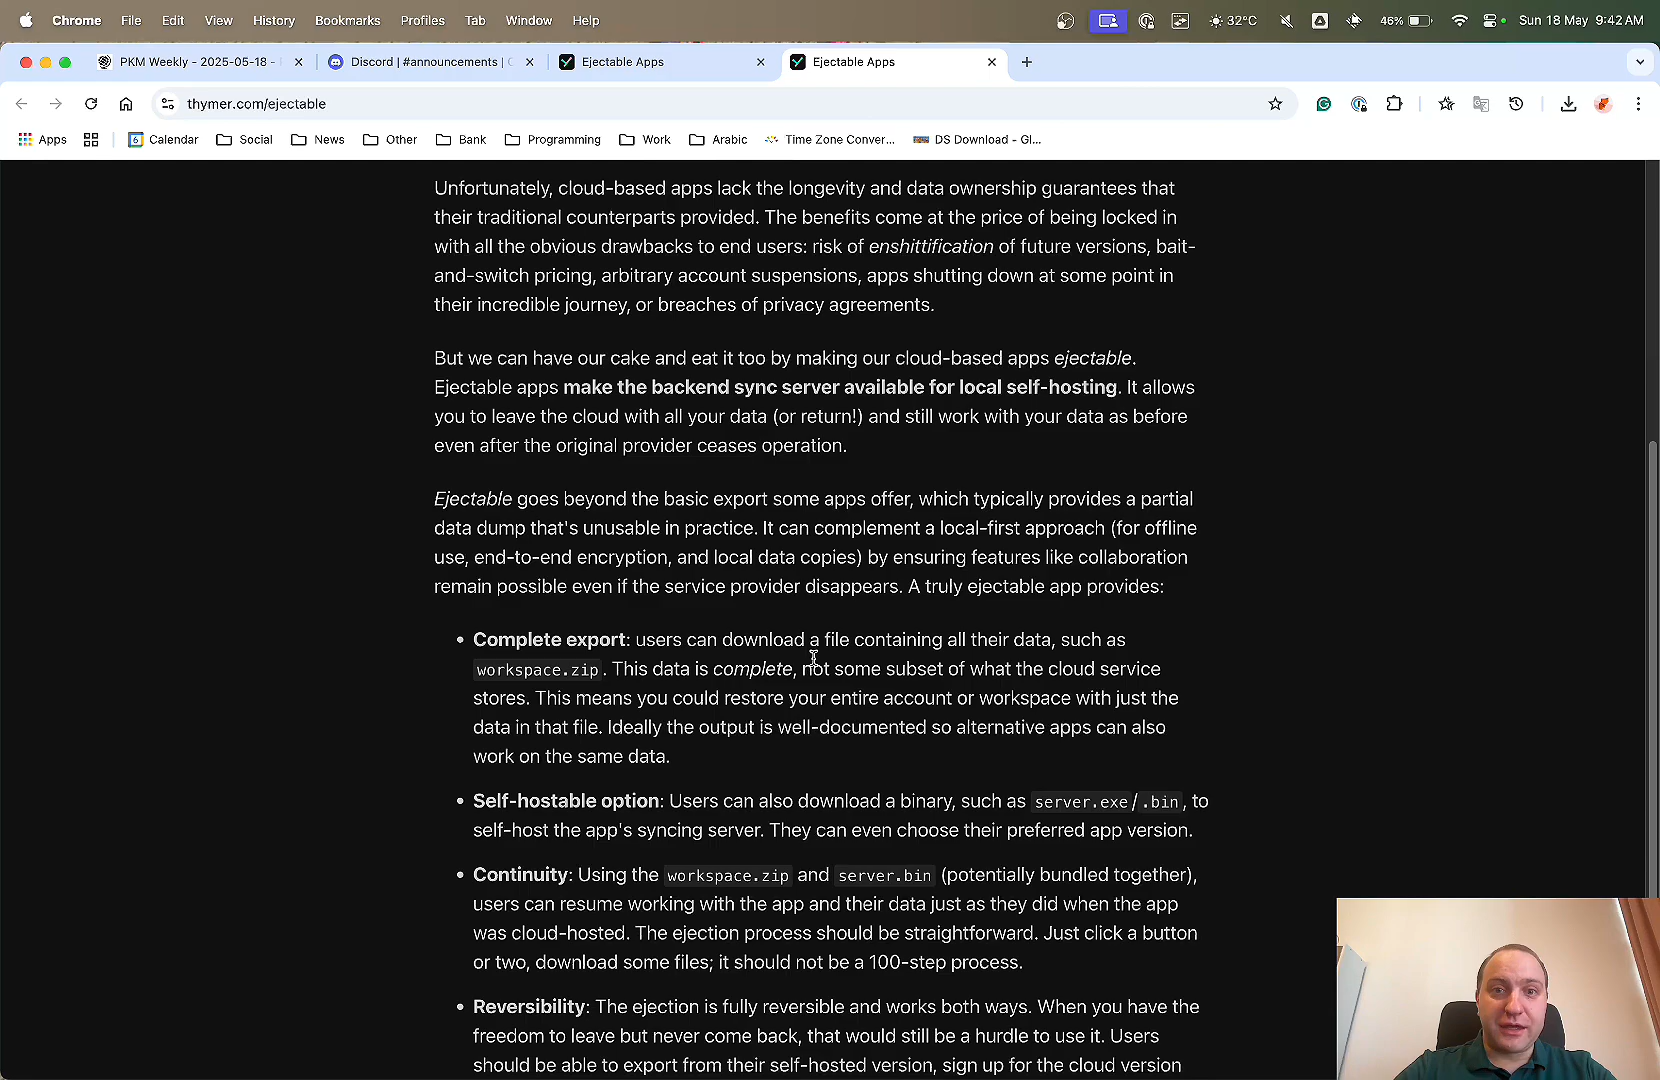 Chrome File Edit View History Bookmarks Profiles Tab Window Help 32°C 46% Sun 18 May 9:42 AM
PKM Weekly - 2025-05-18 - Discord | #announcements | Ejectable Apps Ejectable Apps
thymer.com/ejectable
Apps Calendar Social News Other Bank Programming Work Arabic Time Zone Conver... DS Download - Gl...
Unfortunately, cloud-based apps lack the longevity and data ownership guarantees that
their traditional counterparts provided. The benefits come at the price of being locked in
with all the obvious drawbacks to end users: risk of enshittification of future versions, bait-
and-switch pricing, arbitrary account suspensions, apps shutting down at some point in
their incredible journey, or breaches of privacy agreements.
But we can have our cake and eat it too by making our cloud-based apps ejectable.
Ejectable apps make the backend sync server available for local self-hosting. It allows
you to leave the cloud with all your data (or return!) and still work with your data as before
even after the original provider ceases operation.
Ejectable goes beyond the basic export some apps offer, which typically provides a partial
data dump that's unusable in practice. It can complement a local-first approach (for offline
use, end-to-end encryption, and local data copies) by ensuring features like collaboration
remain possible even if the service provider disappears. A truly ejectable app provides:
• Complete export: users can download a file containing all their data, such as
workspace.zip. This data is complete, not some subset of what the cloud service
stores. This means you could restore your entire account or workspace with just the
data in that file. Ideally the output is well-documented so alternative apps can also
work on the same data.
• Self-hostable option: Users can also download a binary, such as server.exe/.bin, to
self-host the app's syncing server. They can even choose their preferred app version.
• Continuity: Using the workspace.zip and server.bin (potentially bundled together),
users can resume working with the app and their data just as they did when the app
was cloud-hosted. The ejection process should be straightforward. Just click a button
or two, download some files; it should not be a 100-step process.
• Reversibility: The ejection is fully reversible and works both ways. When you have the
freedom to leave but never come back, that would still be a hurdle to use it. Users
should be able to export from their self-hosted version, sign up for the cloud version